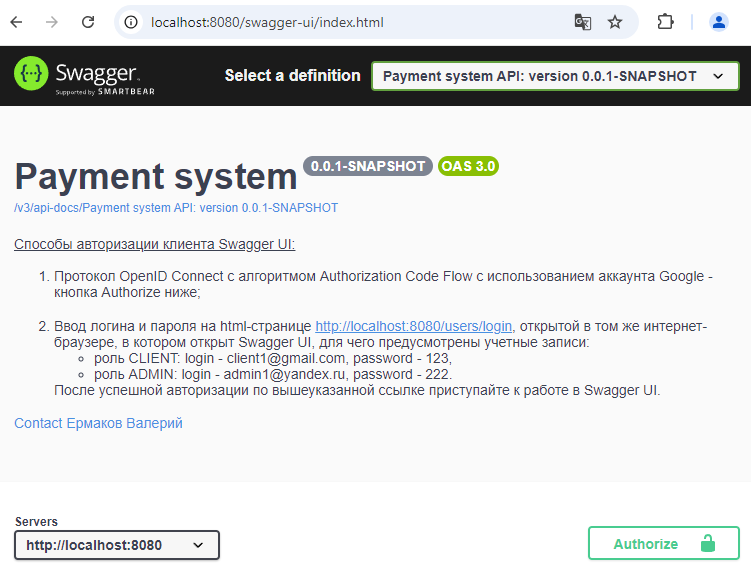 localhost:8080/swagger-ui/index.html
Swagger.
Supported by SMARTBEAR
Select a definition
Payment system API: version 0.0.1-SNAPSHOT
Payment system 0.0.1-SNAPSHOT OAS 3.0
/v3/api-docs/Payment system API: version 0.0.1-SNAPSHOT
Способы авторизации клиента Swagger UI:
1. Протокол OpenID Connect с алгоритмом Authorization Code Flow с использованием аккаунта Google -
кнопка Authorize ниже;
2. Ввод логина и пароля на html-странице http://localhost:8080/users/login, открытой в том же интернет-
браузере, в котором открыт Swagger UI, для чего предусмотрены учетные записи:
◦ роль CLIENT: login - client1@gmail.com, password - 123,
◦ роль ADMIN: login - admin1@yandex.ru, password - 222.
После успешной авторизации по вышеуказанной ссылке приступайте к работе в Swagger UI.
Contact Ермаков Валерий
Servers
http://localhost:8080
Authorize